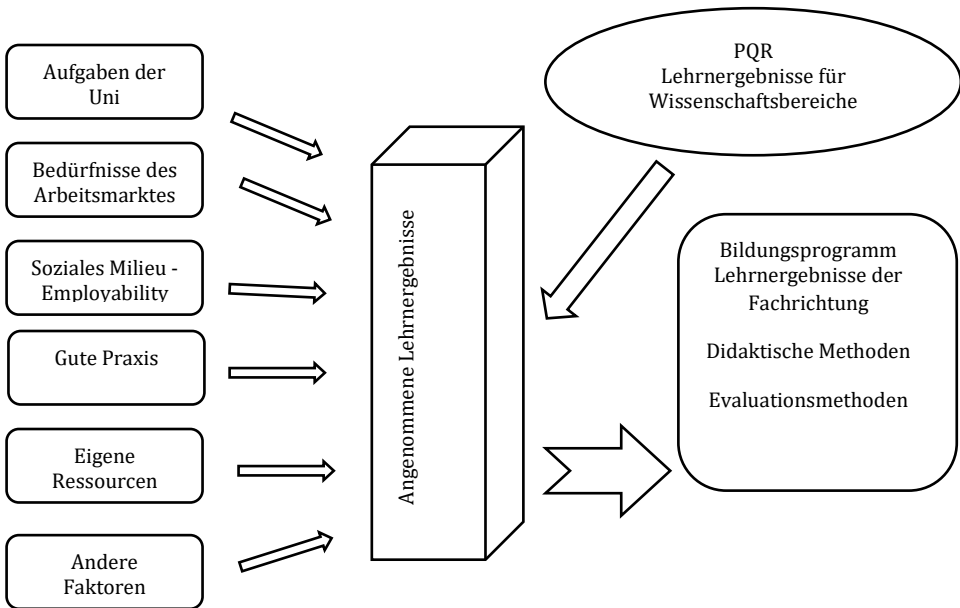 Aufgaben der
Uni
Bedürfnisse des
Arbeitsmarktes
Soziales Milieu -
Employability
Gute Praxis
Eigene
Ressourcen
Andere
Faktoren
Angenommene Lehrnergebnisse
PQR
Lehrnergebnisse für
Wissenschaftsbereiche
Bildungsprogramm
Lehrnergebnisse der
Fachrichtung
Didaktische Methoden
Evaluationsmethoden